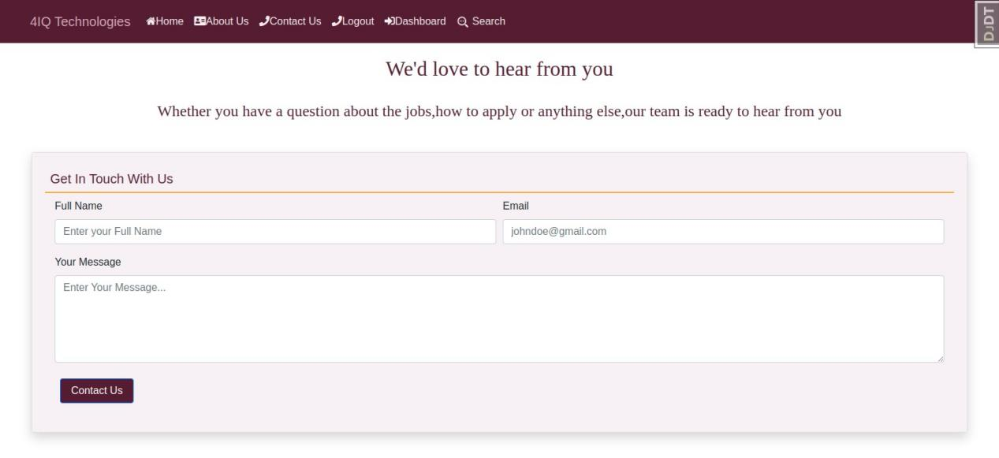 4IQ Technologies Home About Us Contact Us Logout Dashboard Search
DJDT
We'd love to hear from you
Whether you have a question about the jobs,how to apply or anything else,our team is ready to hear from you
Get In Touch With Us
Full Name Email
Enter your Full Name johndoe@gmail.com
Your Message
Enter Your Message...
Contact Us